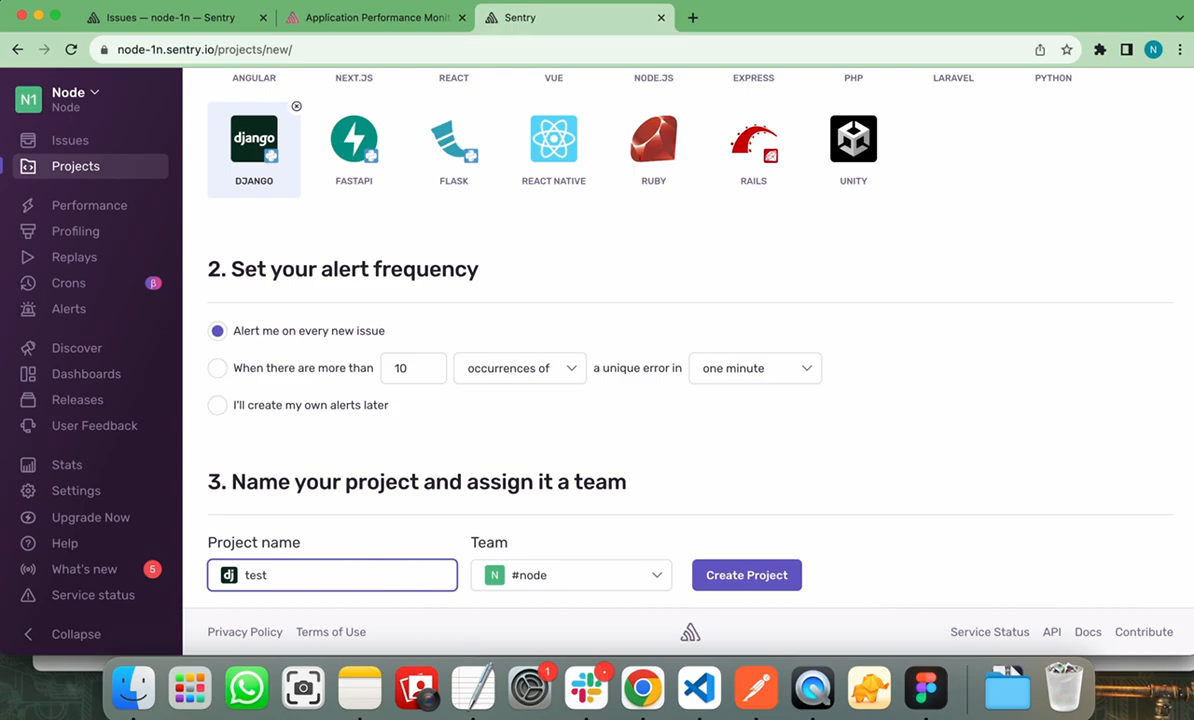 Issues — node-1n — Sentry
Application Performance Monit
Sentry
node-1n.sentry.io/projects/new/
N
N1
Node
Node
Issues
Projects
Performance
Profiling
Replays
Crons
β
Alerts
Discover
Dashboards
Releases
User Feedback
Stats
Settings
Upgrade Now
Help
What's new
5
Service status
Collapse
ANGULAR
NEXT.JS
REACT
VUE
NODE.JS
EXPRESS
PHP
LARAVEL
PYTHON
django
DJANGO
FASTAPI
FLASK
REACT NATIVE
RUBY
RAILS
UNITY
2. Set your alert frequency
Alert me on every new issue
When there are more than 10 occurrences of a unique error in one minute
I'll create my own alerts later
3. Name your project and assign it a team
Project name
Team
dj test
N #node
Create Project
Privacy Policy
Terms of Use
Service Status
API
Docs
Contribute
1